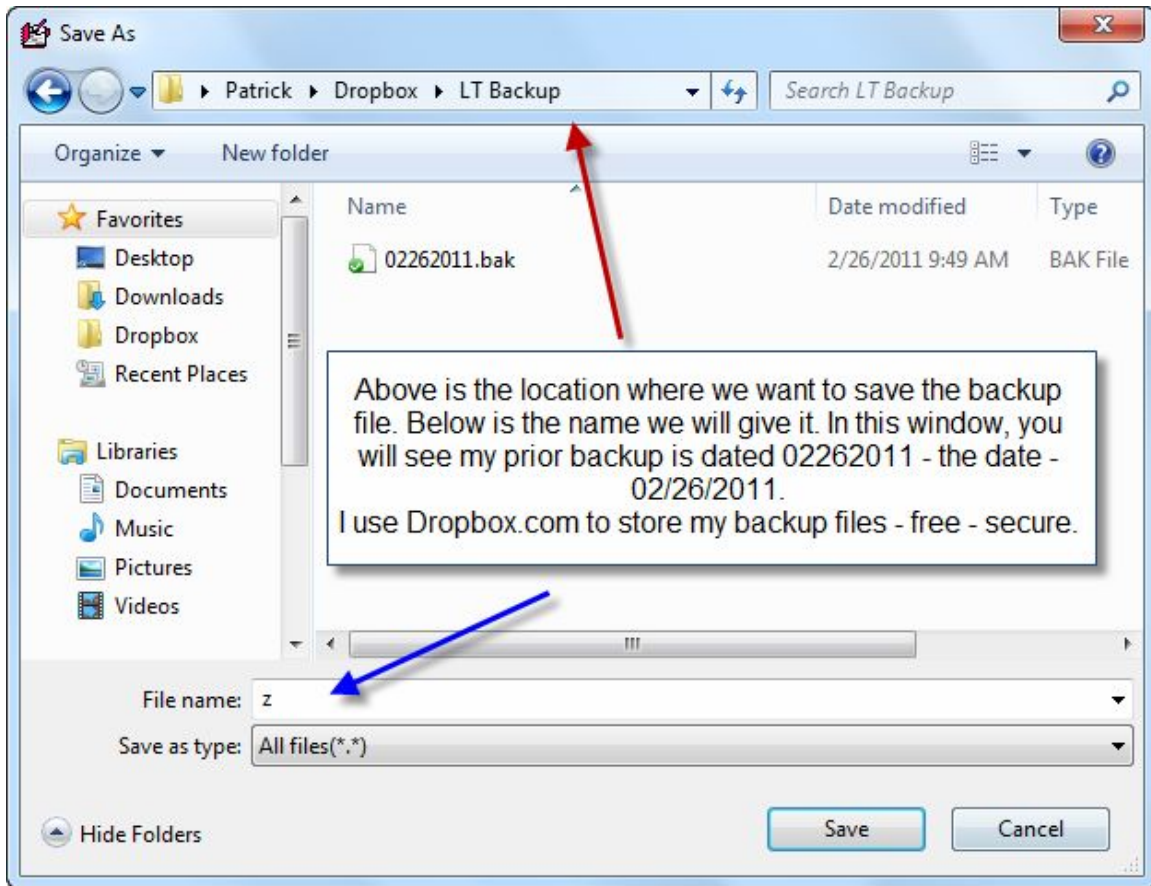 Save As
Patrick Dropbox LT Backup
Search LT Backup
Organize New folder
Name Date modified Type
Favorites
Desktop
Downloads
Dropbox
Recent Places
Libraries
Documents
Music
Pictures
Videos
02262011.bak 2/26/2011 9:49 AM BAK File
Above is the location where we want to save the backup
file. Below is the name we will give it. In this window, you
will see my prior backup is dated 02262011 - the date -
02/26/2011.
I use Dropbox.com to store my backup files - free - secure.
File name: z
Save as type: All files(*.*)
Hide Folders
Save Cancel